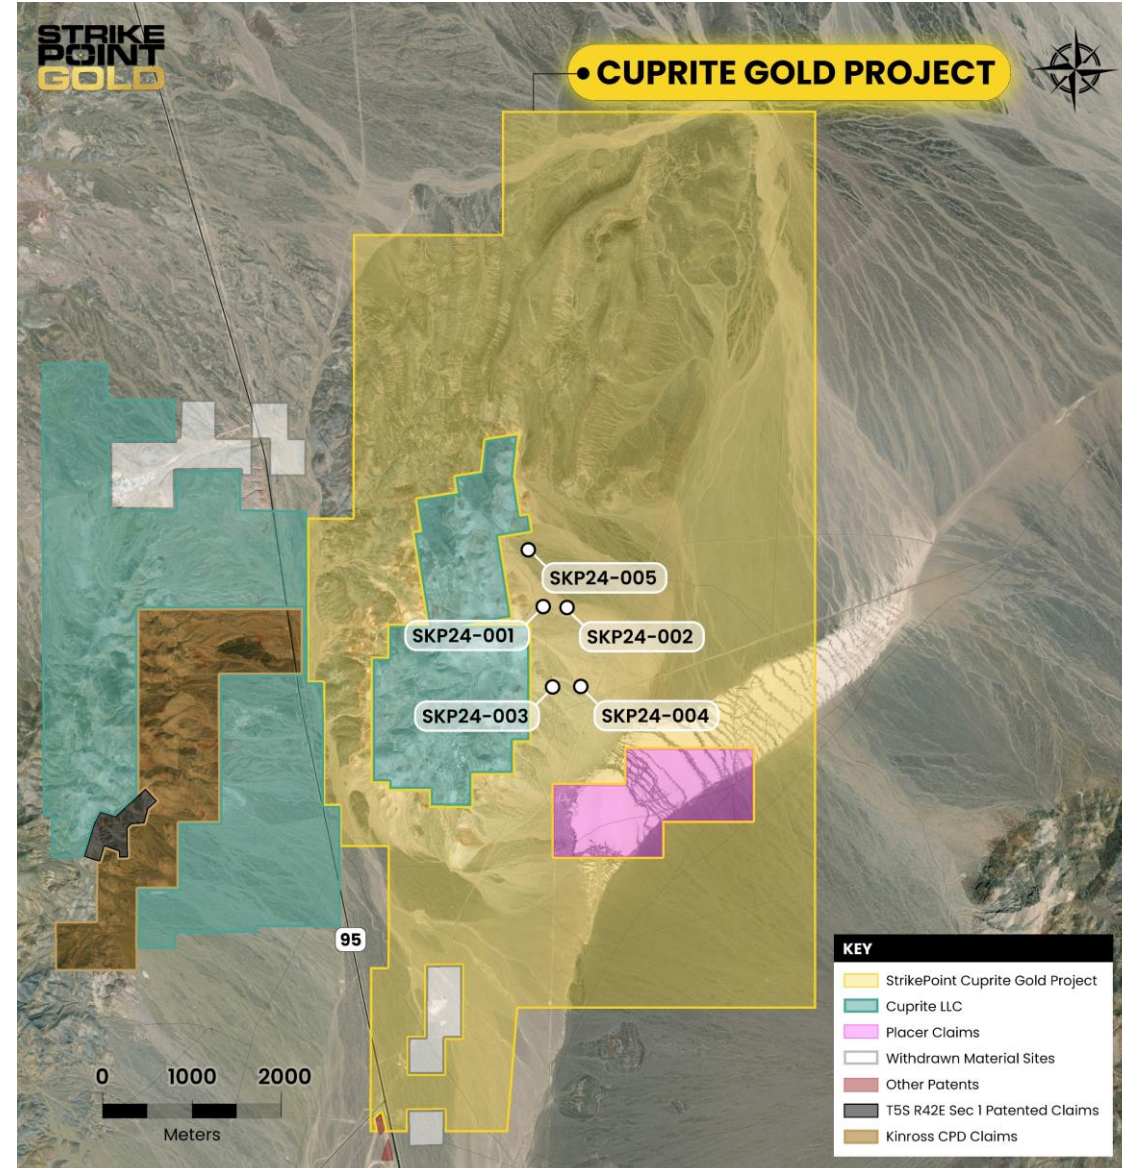 STRIKE
POINT
GOLD
CUPRITE GOLD PROJECT
SKP24-005
SKP24-001
SKP24-002
SKP24-003
SKP24-004
95
KEY
StrikePoint Cuprite Gold Project
Cuprite LLC
Placer Claims
Withdrawn Material Sites
Other Patents
T5S R42E Sec 1 Patented Claims
Kinross CPD Claims
0 1000 2000
Meters